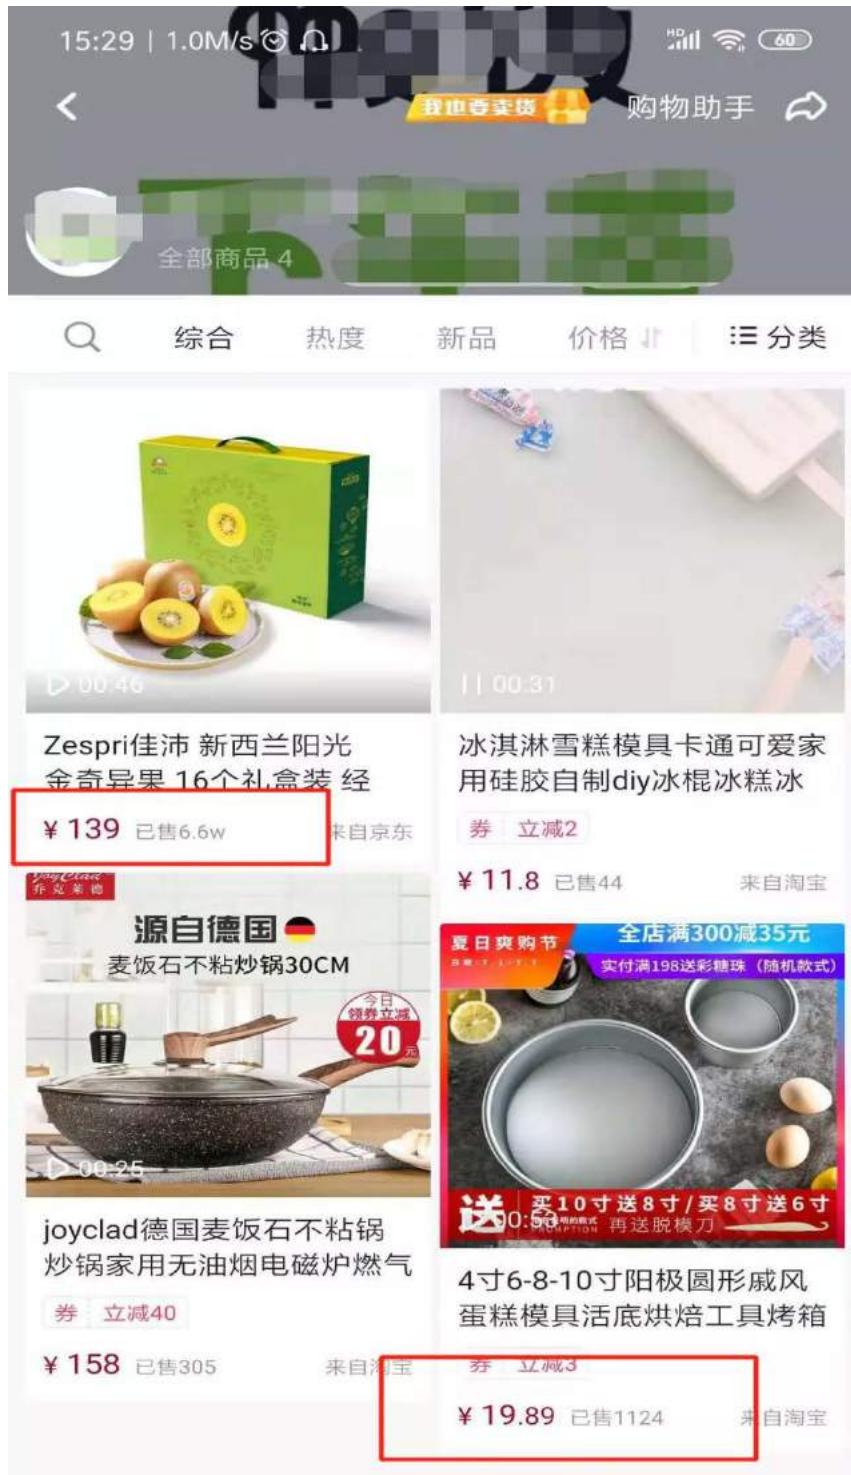 15:29 | 1.0M/s
HD
60
我也要卖货
购物助手
全部商品 4
综合
热度
新品
价格
分类
00:46
00:31
Zespri佳沛 新西兰阳光
金奇异果 16个礼盒装 经
¥ 139 已售6.6w 来自京东
冰淇淋雪糕模具卡通可爱家
用硅胶自制diy冰棍冰糕冰
券 立减2
¥ 11.8 已售44 来自淘宝
JoyClad
乔克莱德
源自德国
麦饭石不粘炒锅30CM
今日
领券立减
20元
00:25
joyclad德国麦饭石不粘锅
炒锅家用无油烟电磁炉燃气
券 立减40
¥ 158 已售305 来自淘宝
夏日爽购节
全店满300减35元
实付满198送彩糖珠（随机款式）
送
买10寸送8寸/买8寸送6寸
PROMOTION 再送脱模刀
4寸6-8-10寸阳极圆形戚风
蛋糕模具活底烘焙工具烤箱
券 立减3
¥ 19.89 已售1124 来自淘宝